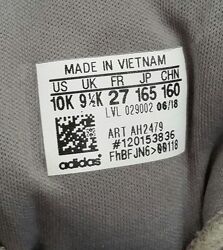 MADE IN VIETNAM
US UK FR JP CHN
10K 9½K 27 165 160
LVL 029002 06/18
ART AH2479
#120153836
FhBFJN6>00118
adidas